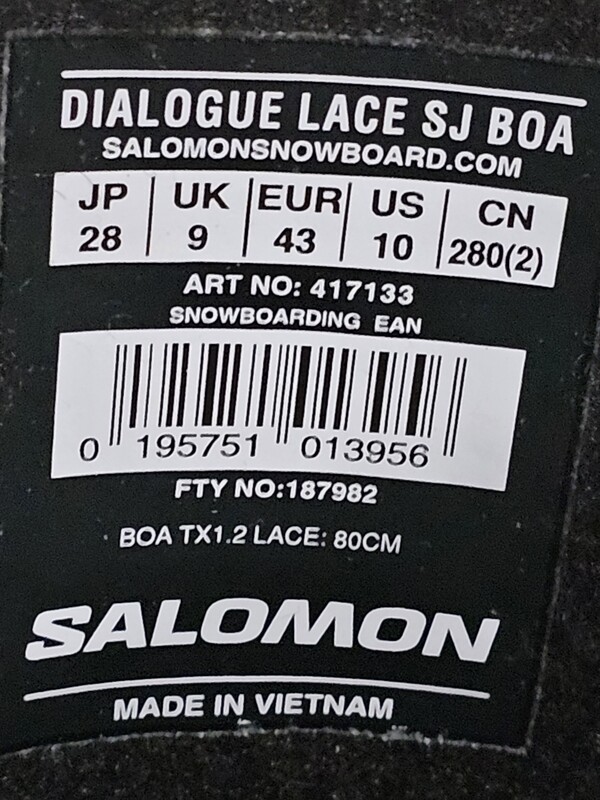 DIALOGUE LACE SJ BOA
SALOMONSNOWBOARD.COM
JP UK EUR US CN
28 9 43 10 280(2)
ART NO: 417133
SNOWBOARDING EAN
0 195751 013956
FTY NO:187982
BOA TX1.2 LACE: 80CM
SALOMON
MADE IN VIETNAM